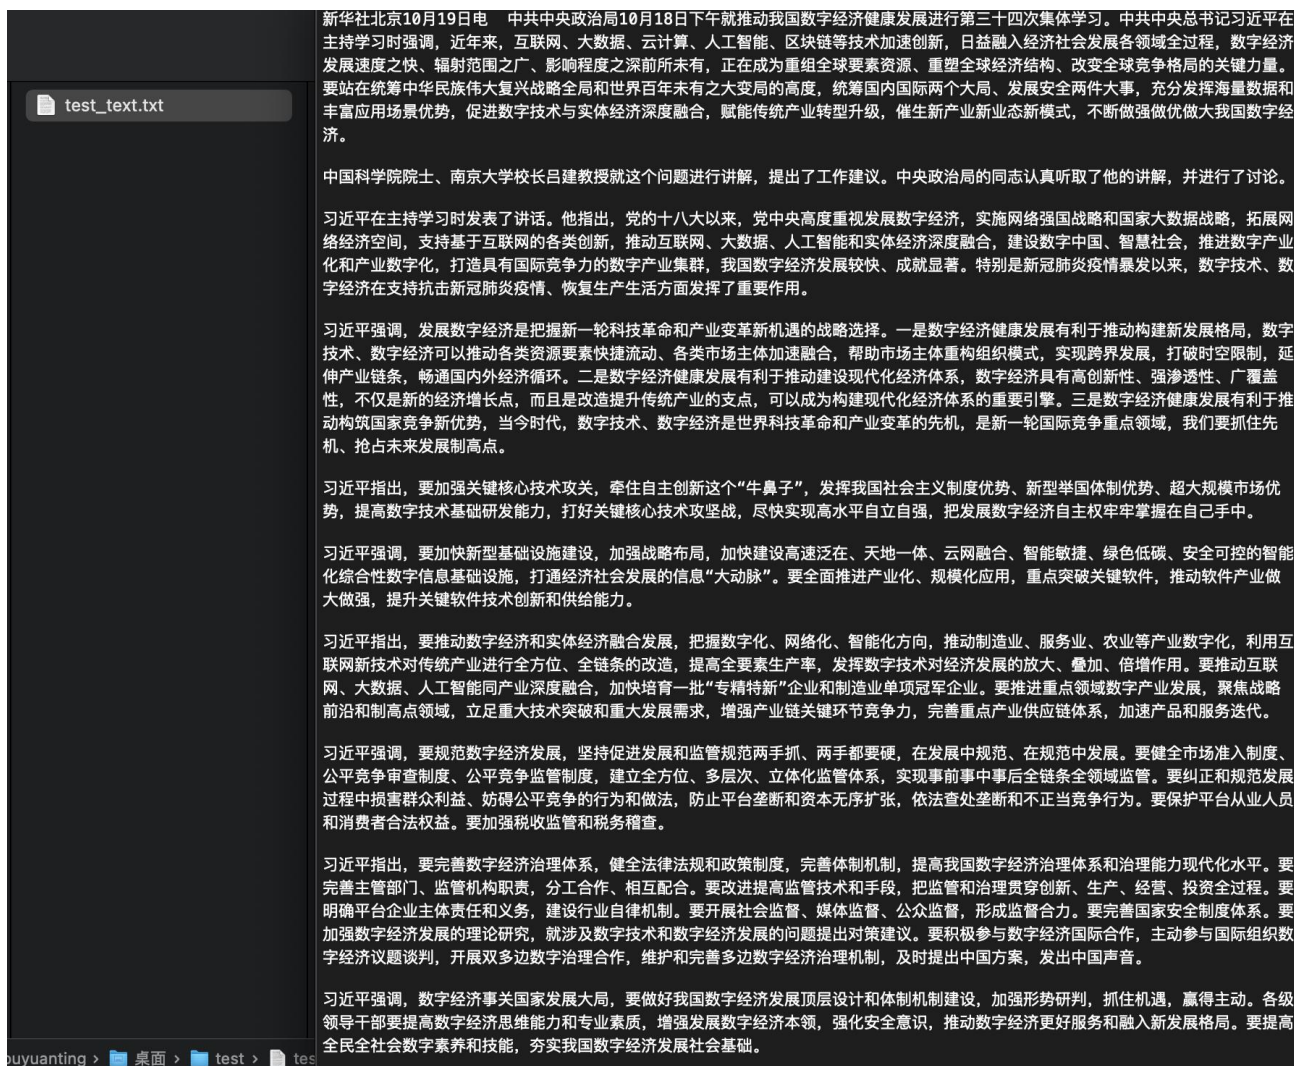 test_text.txt
新华社北京10月19日电　中共中央政治局10月18日下午就推动我国数字经济健康发展进行第三十四次集体学习。中共中央总书记习近平在
主持学习时强调，近年来，互联网、大数据、云计算、人工智能、区块链等技术加速创新，日益融入经济社会发展各领域全过程，数字经济
发展速度之快、辐射范围之广、影响程度之深前所未有，正在成为重组全球要素资源、重塑全球经济结构、改变全球竞争格局的关键力量。
要站在统筹中华民族伟大复兴战略全局和世界百年未有之大变局的高度，统筹国内国际两个大局、发展安全两件大事，充分发挥海量数据和
丰富应用场景优势，促进数字技术与实体经济深度融合，赋能传统产业转型升级，催生新产业新业态新模式，不断做强做优做大我国数字经
济。
中国科学院院士、南京大学校长吕建教授就这个问题进行讲解，提出了工作建议。中央政治局的同志认真听取了他的讲解，并进行了讨论。
习近平在主持学习时发表了讲话。他指出，党的十八大以来，党中央高度重视发展数字经济，实施网络强国战略和国家大数据战略，拓展网
络经济空间，支持基于互联网的各类创新，推动互联网、大数据、人工智能和实体经济深度融合，建设数字中国、智慧社会，推进数字产业
化和产业数字化，打造具有国际竞争力的数字产业集群，我国数字经济发展较快、成就显著。特别是新冠肺炎疫情暴发以来，数字技术、数
字经济在支持抗击新冠肺炎疫情、恢复生产生活方面发挥了重要作用。
习近平强调，发展数字经济是把握新一轮科技革命和产业变革新机遇的战略选择。一是数字经济健康发展有利于推动构建新发展格局，数字
技术、数字经济可以推动各类资源要素快捷流动、各类市场主体加速融合，帮助市场主体重构组织模式，实现跨界发展，打破时空限制，延
伸产业链条，畅通国内外经济循环。二是数字经济健康发展有利于推动建设现代化经济体系，数字经济具有高创新性、强渗透性、广覆盖
性，不仅是新的经济增长点，而且是改造提升传统产业的支点，可以成为构建现代化经济体系的重要引擎。三是数字经济健康发展有利于推
动构筑国家竞争新优势，当今时代，数字技术、数字经济是世界科技革命和产业变革的先机，是新一轮国际竞争重点领域，我们要抓住先
机、抢占未来发展制高点。
习近平指出，要加强关键核心技术攻关，牵住自主创新这个“牛鼻子”，发挥我国社会主义制度优势、新型举国体制优势、超大规模市场优
势，提高数字技术基础研发能力，打好关键核心技术攻坚战，尽快实现高水平自立自强，把发展数字经济自主权牢牢掌握在自己手中。
习近平强调，要加快新型基础设施建设，加强战略布局，加快建设高速泛在、天地一体、云网融合、智能敏捷、绿色低碳、安全可控的智能
化综合性数字信息基础设施，打通经济社会发展的信息“大动脉”。要全面推进产业化、规模化应用，重点突破关键软件，推动软件产业做
大做强，提升关键软件技术创新和供给能力。
习近平指出，要推动数字经济和实体经济融合发展，把握数字化、网络化、智能化方向，推动制造业、服务业、农业等产业数字化，利用互
联网新技术对传统产业进行全方位、全链条的改造，提高全要素生产率，发挥数字技术对经济发展的放大、叠加、倍增作用。要推动互联
网、大数据、人工智能同产业深度融合，加快培育一批“专精特新”企业和制造业单项冠军企业。要推进重点领域数字产业发展，聚焦战略
前沿和制高点领域，立足重大技术突破和重大发展需求，增强产业链关键环节竞争力，完善重点产业供应链体系，加速产品和服务迭代。
习近平强调，要规范数字经济发展，坚持促进发展和监管规范两手抓、两手都要硬，在发展中规范、在规范中发展。要健全市场准入制度、
公平竞争审查制度、公平竞争监管制度，建立全方位、多层次、立体化监管体系，实现事前事中事后全链条全领域监管。要纠正和规范发展
过程中损害群众利益、妨碍公平竞争的行为和做法，防止平台垄断和资本无序扩张，依法查处垄断和不正当竞争行为。要保护平台从业人员
和消费者合法权益。要加强税收监管和税务稽查。
习近平指出，要完善数字经济治理体系，健全法律法规和政策制度，完善体制机制，提高我国数字经济治理体系和治理能力现代化水平。要
完善主管部门、监管机构职责，分工合作、相互配合。要改进提高监管技术和手段，把监管和治理贯穿创新、生产、经营、投资全过程。要
明确平台企业主体责任和义务，建设行业自律机制。要开展社会监督、媒体监督、公众监督，形成监督合力。要完善国家安全制度体系。要
加强数字经济发展的理论研究，就涉及数字技术和数字经济发展的问题提出对策建议。要积极参与数字经济国际合作，主动参与国际组织数
字经济议题谈判，开展双多边数字治理合作，维护和完善多边数字经济治理机制，及时提出中国方案，发出中国声音。
习近平强调，数字经济事关国家发展大局，要做好我国数字经济发展顶层设计和体制机制建设，加强形势研判，抓住机遇，赢得主动。各级
领导干部要提高数字经济思维能力和专业素质，增强发展数字经济本领，强化安全意识，推动数字经济更好服务和融入新发展格局。要提高
全民全社会数字素养和技能，夯实我国数字经济发展社会基础。
ouyuanting › 桌面 › test › tes